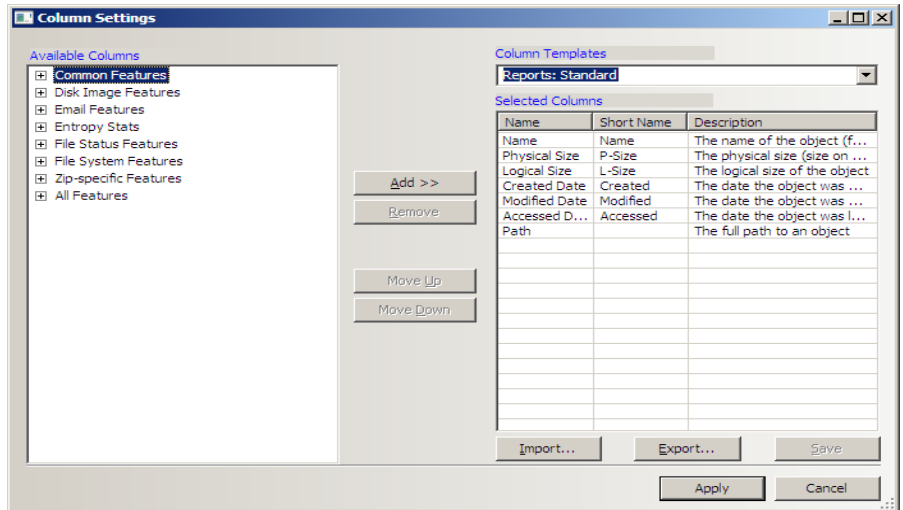 Column Settings
Available Columns
Common Features
Disk Image Features
Email Features
Entropy Stats
File Status Features
File System Features
Zip-specific Features
All Features
Add >>
Remove
Move Up
Move Down
Column Templates
Reports: Standard
Selected Columns
Name Short Name Description
Name Name The name of the object (f...
Physical Size P-Size The physical size (size on ...
Logical Size L-Size The logical size of the object
Created Date Created The date the object was ...
Modified Date Modified The date the object was ...
Accessed D... Accessed The date the object was l...
Path The full path to an object
Import... Export... Save
Apply Cancel